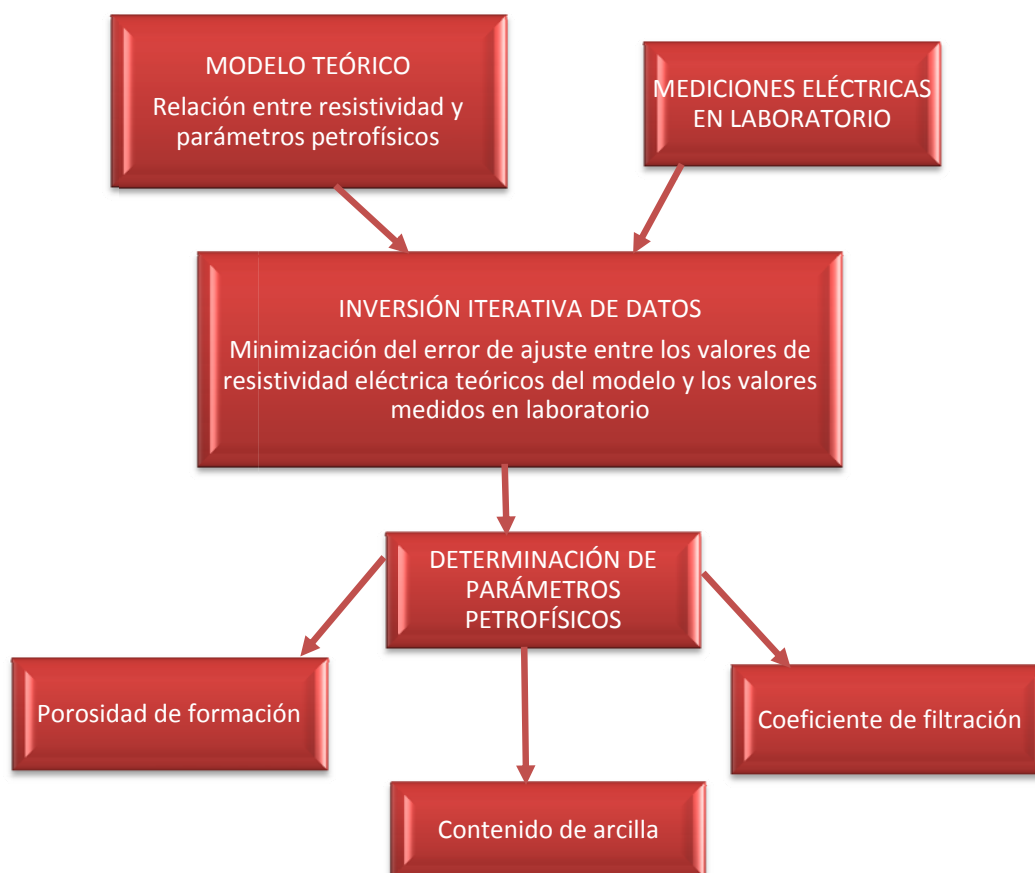 MODELO TEÓRICO
Relación entre resistividad y
parámetros petrofísicos
MEDICIONES ELÉCTRICAS
EN LABORATORIO
INVERSIÓN ITERATIVA DE DATOS
Minimización del error de ajuste entre los valores de
resistividad eléctrica teóricos del modelo y los valores
medidos en laboratorio
DETERMINACIÓN DE
PARÁMETROS
PETROFÍSICOS
Porosidad de formación
Coeficiente de filtración
Contenido de arcilla